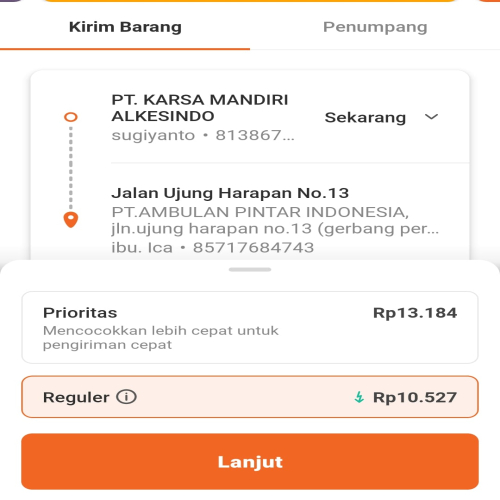 Kirim Barang
Penumpang
PT. KARSA MANDIRI
ALKESINDO
Sekarang
sugiyanto • 813867...
Jalan Ujung Harapan No.13
PT.AMBULAN PINTAR INDONESIA,
jln.ujung harapan no.13 (gerbang per...
ibu. Ica • 85717684743
Prioritas
Rp13.184
Mencocokkan lebih cepat untuk
pengiriman cepat
Reguler
Rp10.527
Lanjut